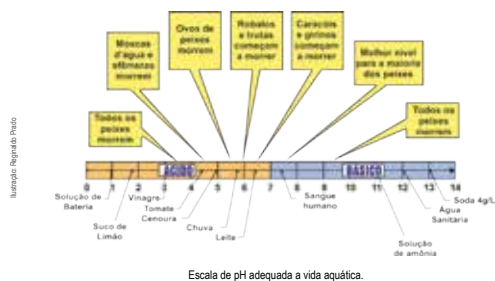 Moscas
d'água e
efêmeras
morrem
Ovos de
peixes
morrem
Robalos
e trutas
começam
a morrer
Caracóis
e girinos
começam
a morrer
Melhor nível
para a maioria
dos peixes
Todos os
peixes
morrem
Todos os
peixes
morrem
ÁCIDO
BÁSICO
0 1 2 3 4 5 6 7 8 9 10 11 12 13 14
Solução de
Bateria
Suco de
Limão
Vinagre
Tomate
Cenoura
Chuva
Leite
Sangue
humano
Solução
de amônia
Água
Sanitária
Soda 4g/L
Ilustração: Reginaldo Prado
Escala de pH adequada a vida aquática.